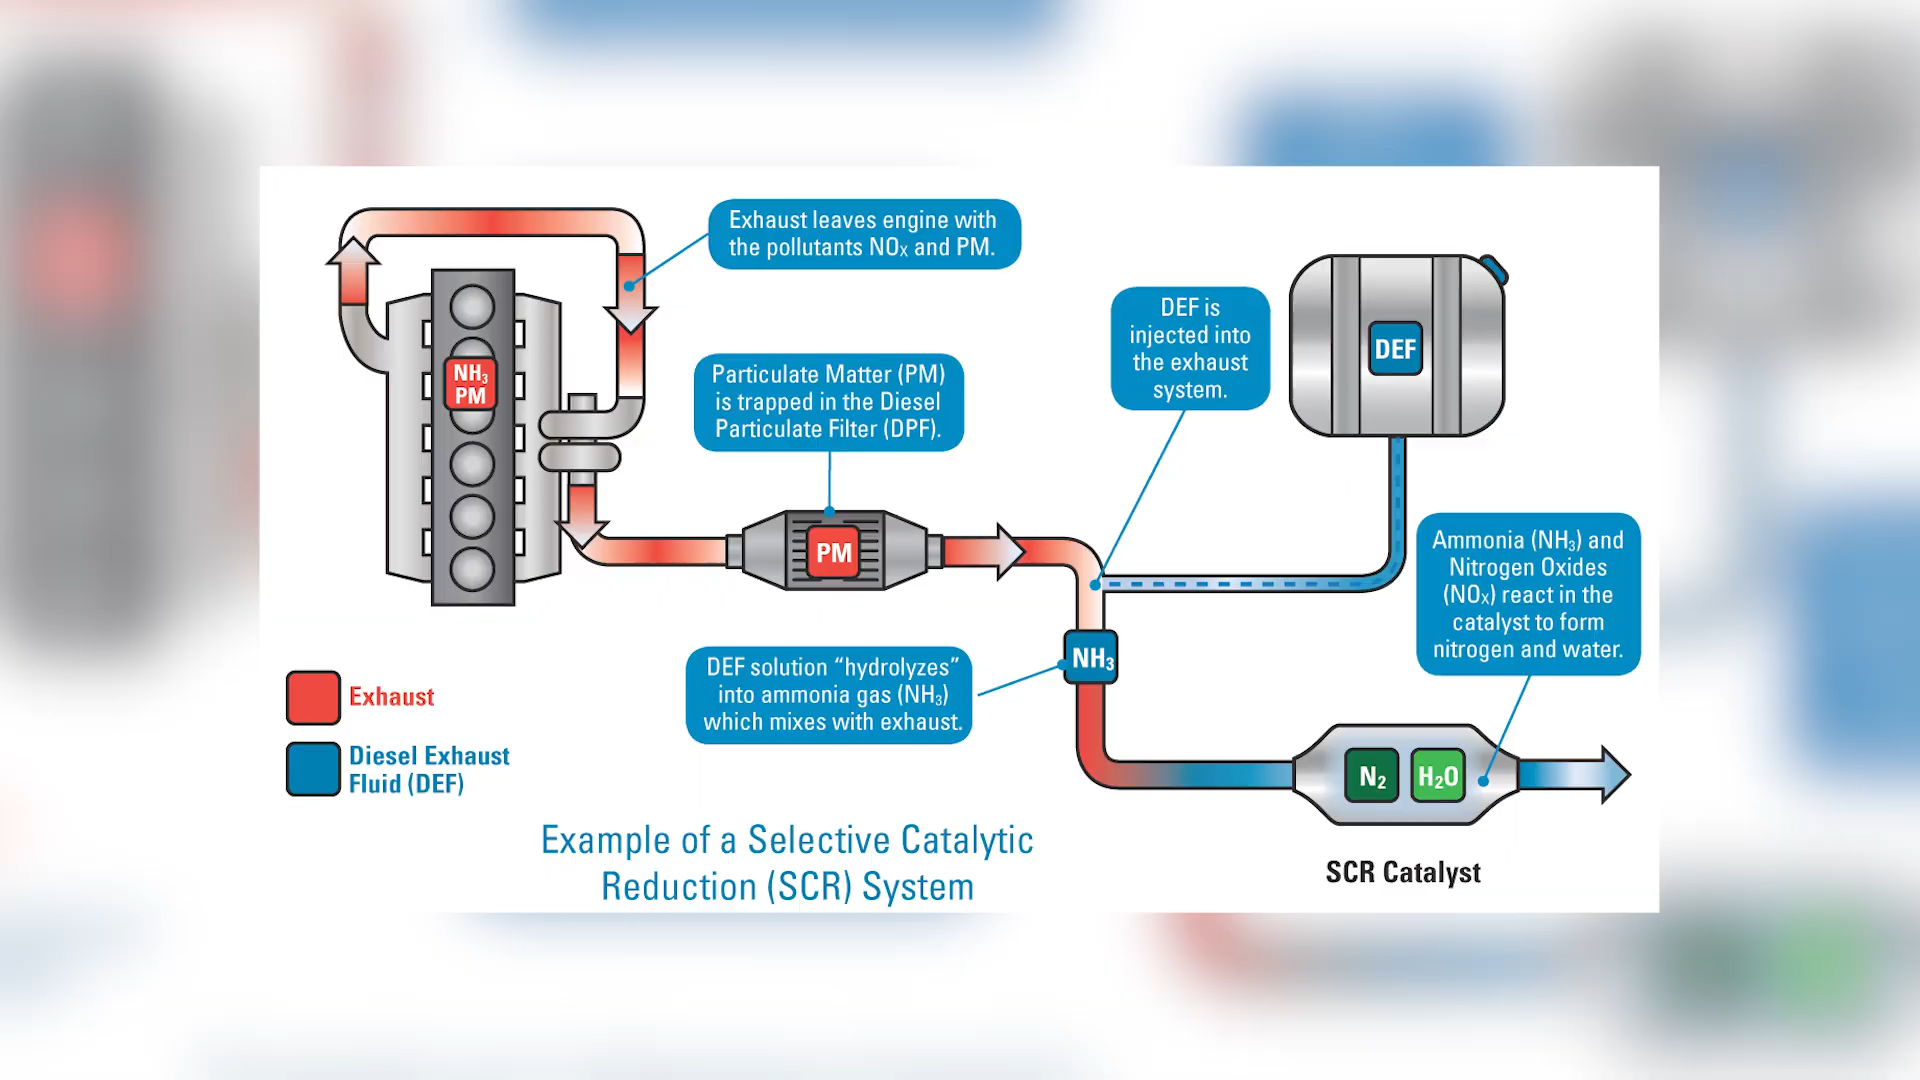 Exhaust leaves engine with
the pollutants NOx and PM.
NH₃
PM
Particulate Matter (PM)
is trapped in the Diesel
Particulate Filter (DPF).
PM
DEF is
injected into
the exhaust
system.
DEF
DEF solution “hydrolyzes”
into ammonia gas (NH₃)
which mixes with exhaust.
NH₃
Ammonia (NH₃) and
Nitrogen Oxides
(NOx) react in the
catalyst to form
nitrogen and water.
N₂
H₂O
SCR Catalyst
Exhaust
Diesel Exhaust
Fluid (DEF)
Example of a Selective Catalytic
Reduction (SCR) System